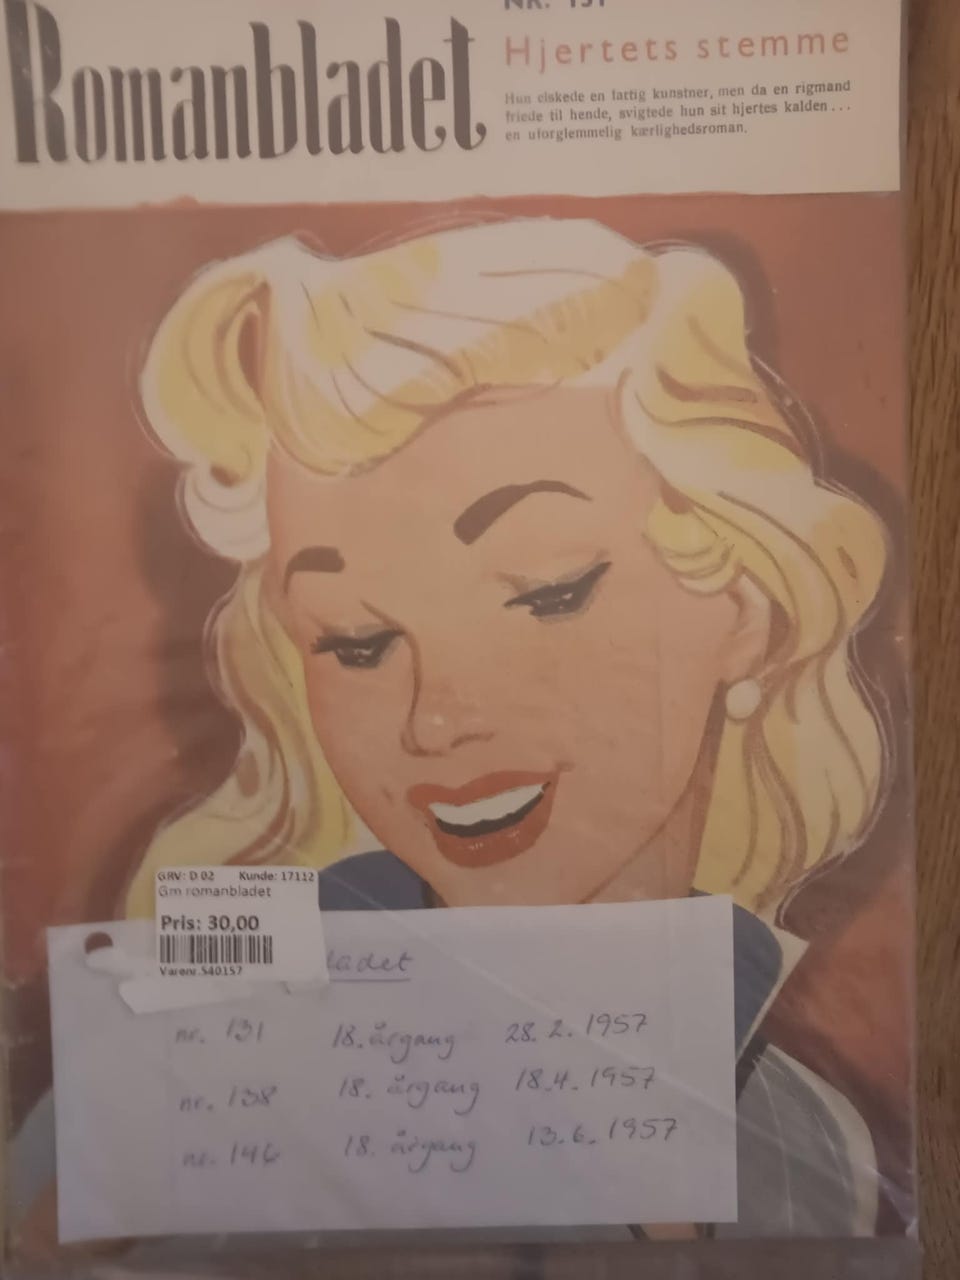 NR. 131
Romanbladet
Hjertets stemme
Hun elskede en fattig kunstner, men da en rigmand
friede til hende, svigtede hun sit hjertes kalden...
en uforglemmelig kærlighedsroman.
GRV: D 02 Kunde: 17112
Gm romanbladet
Pris: 30,00
Varenr. 540157
ladet
nr. 131 18. årgang 28. 2. 1957
nr. 138 18. årgang 18.4. 1957
nr. 146 18. årgang 13.6. 1957